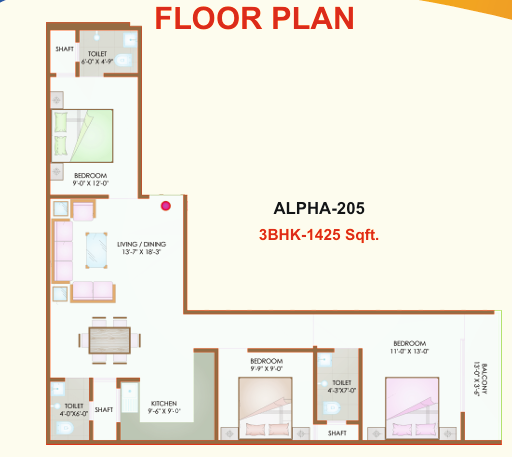 FLOOR PLAN
SHAFT
TOILET
6'-0" X 4'-9"
BEDROOM
9'-0" X 12'-0"
ALPHA-205
3BHK-1425 Sqft.
LIVING / DINING
13'-7" X 18'-3"
BEDROOM
9'-9" X 9'-0"
BEDROOM
11'-0" X 13'-0"
BALCONY
13'-0" X 3'-6"
TOILET
4'-3"X7'-0"
TOILET
4'-0"X6'-0"
SHAFT
KITCHEN
9'-6" X 9'-0"
SHAFT